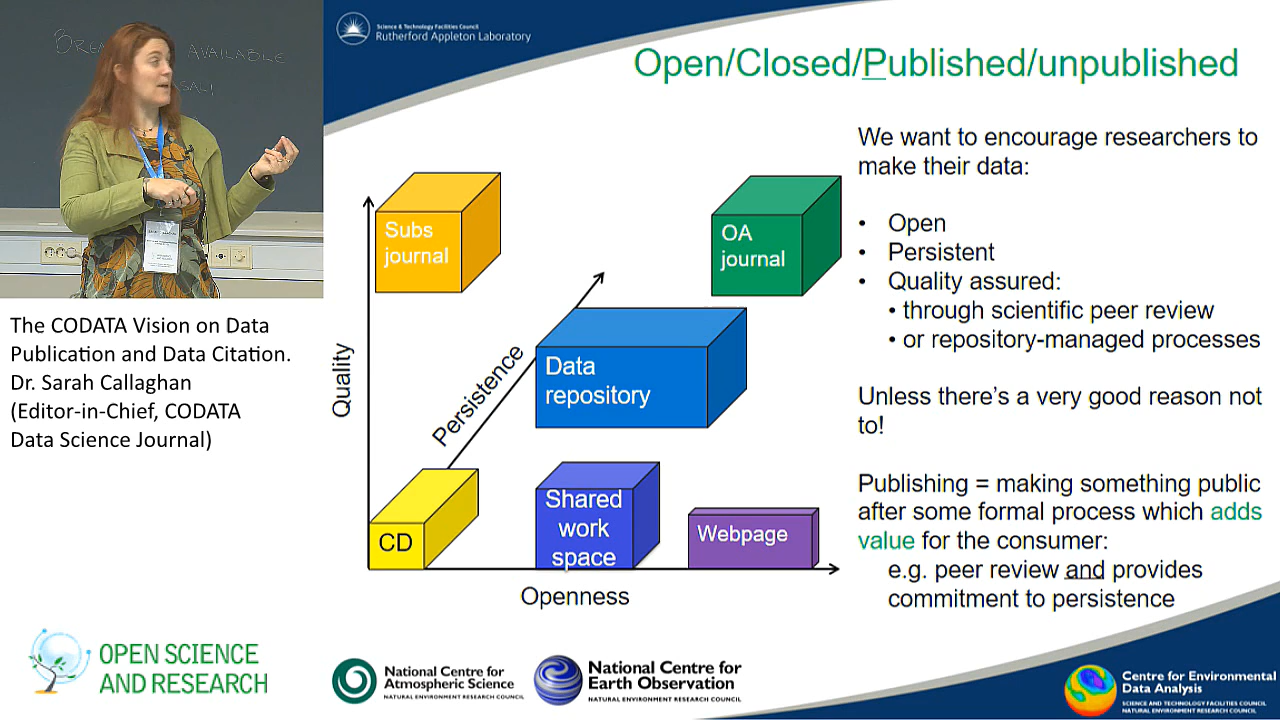 BREA AVAILABLE
Science & Technology Facilities Council
Rutherford Appleton Laboratory
Open/Closed/Published/unpublished
We want to encourage researchers to
make their data:
• Open
• Persistent
• Quality assured:
• through scientific peer review
• or repository-managed processes
Unless there's a very good reason not
to!
Publishing = making something public
after some formal process which adds
value for the consumer:
e.g. peer review and provides
commitment to persistence
Subs
journal
OA
journal
Data
repository
CD
Shared
work
space
Webpage
Quality
Persistence
Openness
The CODATA Vision on Data
Publication and Data Citation.
Dr. Sarah Callaghan
(Editor-in-Chief, CODATA
Data Science Journal)
OPEN SCIENCE
AND RESEARCH
National Centre for
Atmospheric Science
NATURAL ENVIRONMENT RESEARCH COUNCIL
National Centre for
Earth Observation
NATURAL ENVIRONMENT RESEARCH COUNCIL
Centre for Environmental
Data Analysis
SCIENCE AND TECHNOLOGY FACILITIES COUNCIL
NATURAL ENVIRONMENT RESEARCH COUNCIL